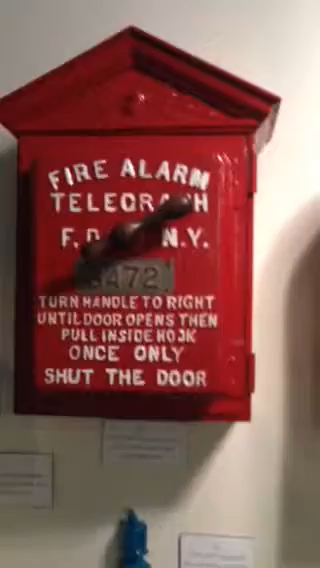 FIRE ALARM
TELEGRAPH
F.D. N.Y.
TURN HANDLE TO RIGHT
UNTIL DOOR OPENS THEN
PULL INSIDE HOOK
ONCE ONLY
SHUT THE DOOR